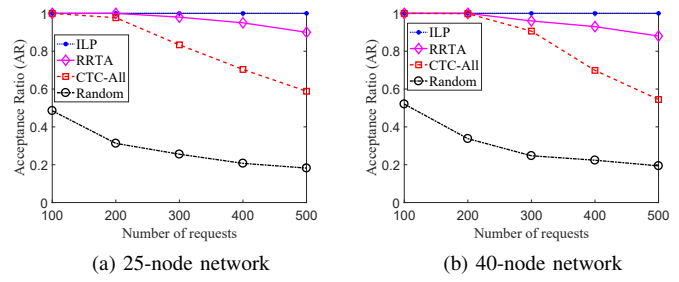 Acceptance Ratio (AR)
1
0.8
0.6
0.4
0.2
0
ILP
RRTA
CTC-All
Random
100 200 300 400 500
Number of requests
(a) 25-node network
Acceptance Ratio (AR)
1
0.8
0.6
0.4
0.2
0
ILP
RRTA
CTC-All
Random
100 200 300 400 500
Number of requests
(b) 40-node network